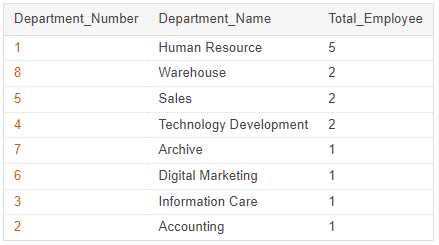 Department_Number Department_Name Total_Employee
1 Human Resource 5
8 Warehouse 2
5 Sales 2
4 Technology Development 2
7 Archive 1
6 Digital Marketing 1
3 Information Care 1
2 Accounting 1